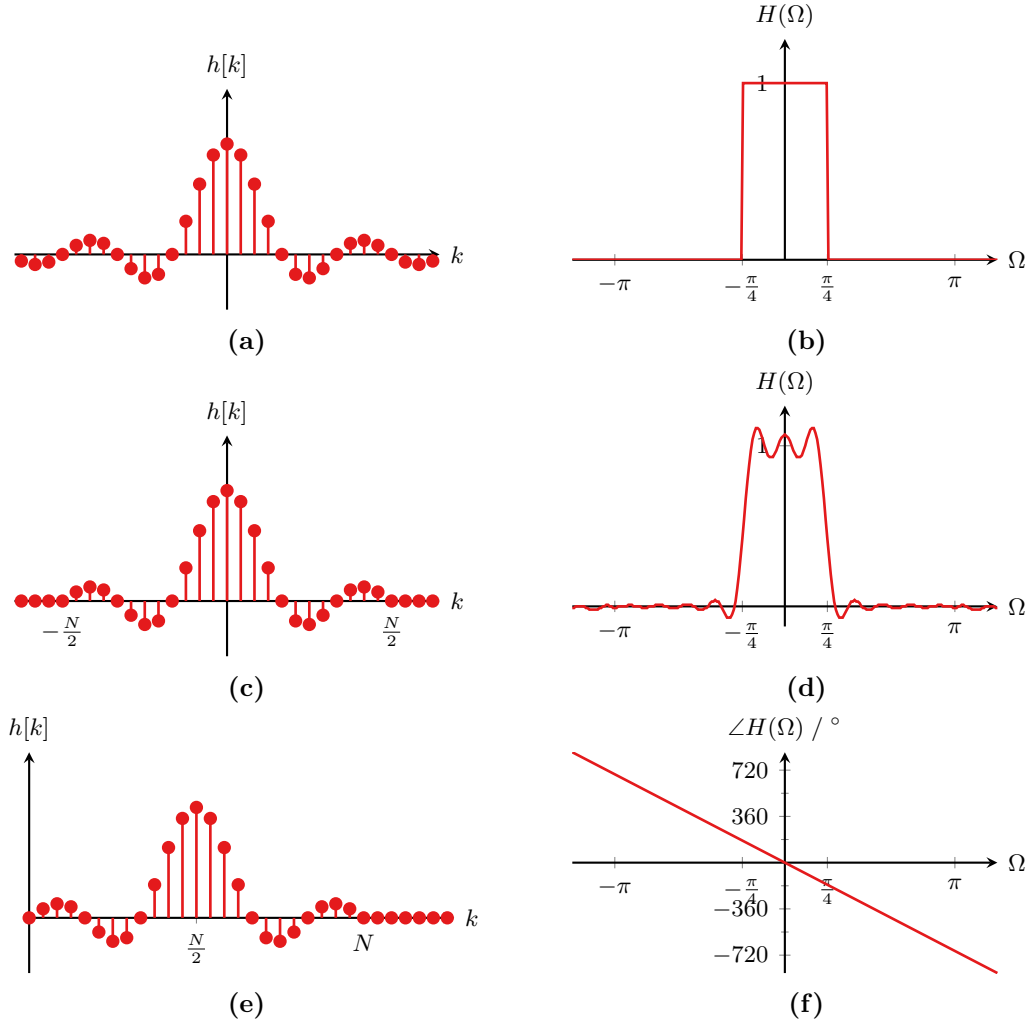 h[k]
k
(a)
H(Ω)
1
−π
−π/4
π/4
π
Ω
(b)
h[k]
k
−N/2
N/2
(c)
H(Ω)
1
−π
−π/4
π/4
π
Ω
(d)
h[k]
N/2
N
k
(e)
∠H(Ω) / °
720
360
−π
−π/4
π/4
π
Ω
−360
−720
(f)